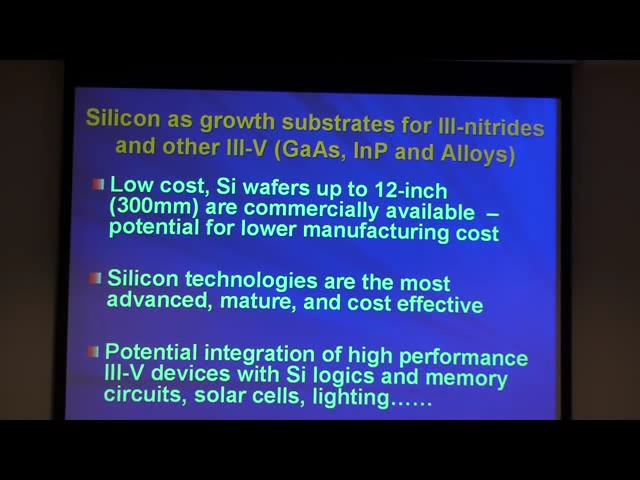 Silicon as growth substrates for III-nitrides
and other III-V (GaAs, InP and Alloys)
Low cost, Si wafers up to 12-inch
(300mm) are commercially available –
potential for lower manufacturing cost
Silicon technologies are the most
advanced, mature, and cost effective
Potential integration of high performance
III-V devices with Si logics and memory
circuits, solar cells, lighting……